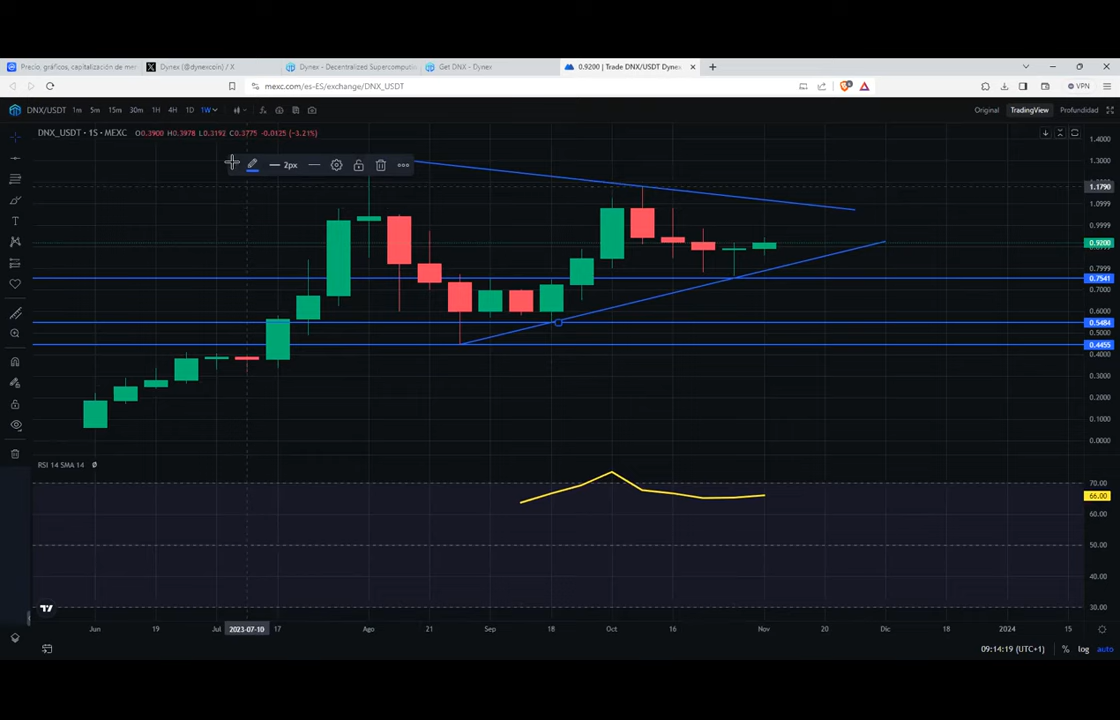 Precio, gráficos, capitalización de mer
Dynex (@dynexcoin) / X
Dynex - Decentralized Supercomputin
Get DNX - Dynex
0.9200 | Trade DNX/USDT Dynex
mexc.com/es-ES/exchange/DNX_USDT
VPN
DNX/USDT 1m 5m 15m 30m 1H 4H 1D 1W
Original TradingView Profundidad
DNX_USDT · 1S · MEXC O0.3900 H0.3978 L0.3192 C0.3775 -0.0125 (-3.21%)
2px
1.4000
1.3000
1.1790
1.0999
0.9999
0.9200
0.7999
0.7541
0.7000
0.6000
0.5484
0.5000
0.4455
0.4000
0.3000
0.2000
0.1000
0.0000
RSI 14 SMA 14
70.00
66.00
60.00
50.00
40.00
30.00
Jun 19 Jul 2023-07-10 17 Ago 21 Sep 18 Oct 16 Nov 20 Dic 18 2024 15
09:14:19 (UTC+1) % log auto